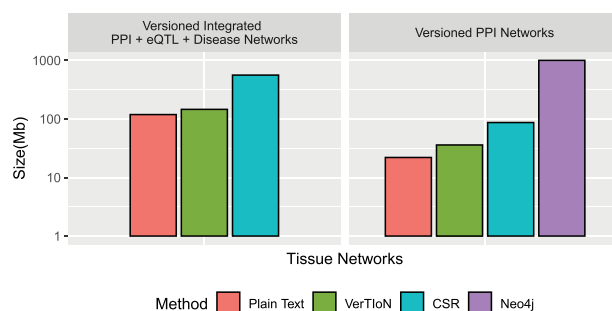 Versioned Integrated
PPI + eQTL + Disease Networks
Versioned PPI Networks
1000
100
10
1
Size(Mb)
Tissue Networks
Method
Plain Text
VerTIoN
CSR
Neo4j